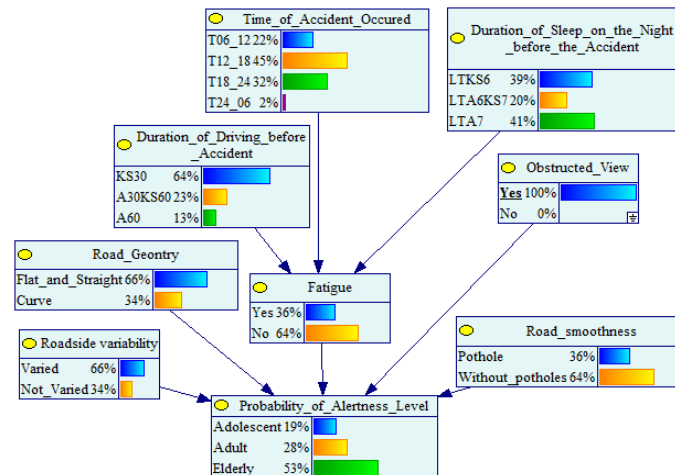 Time_of_Accident_Occured
T06_12 22%
T12_18 45%
T18_24 32%
T24_06 2%
Duration_of_Sleep_on_the_Night
_before_the_Accident
LTKS6 39%
LTA6KS7 20%
LTA7 41%
Duration_of_Driving_before
_Accident
KS30 64%
A30KS60 23%
A60 13%
Obstructed_View
Yes 100%
No 0%
Road_Geontry
Flat_and_Straight 66%
Curve 34%
Fatigue
Yes 36%
No 64%
Roadside variability
Varied 66%
Not_Varied 34%
Road_smoothness
Pothole 36%
Without_potholes 64%
Probability_of_Alertness_Level
Adolescent 19%
Adult 28%
Elderly 53%